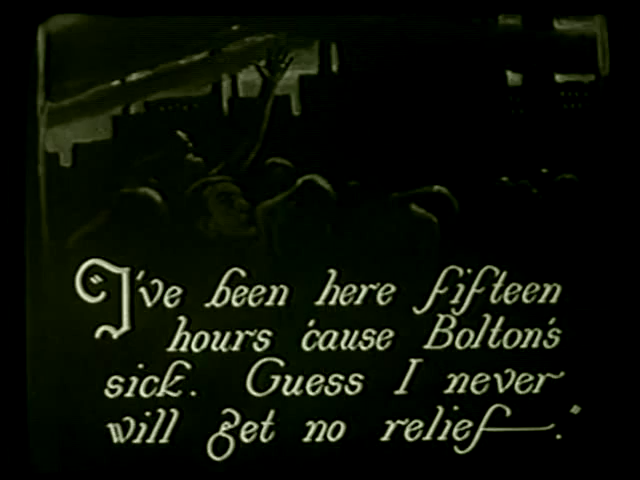 "I've been here fifteen
hours 'cause Bolton's
sick. Guess I never
will get no relief."